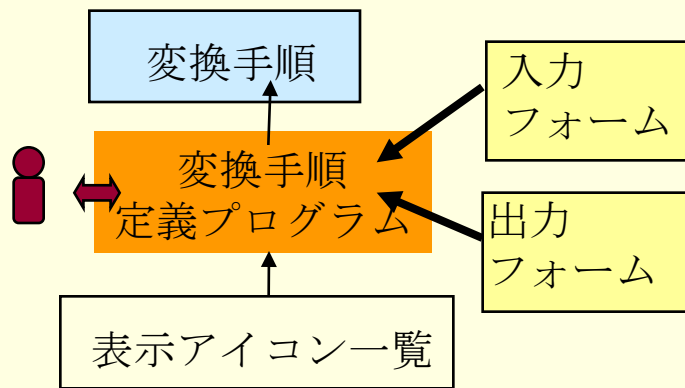 変換手順
入力
フォーム
変換手順
定義プログラム
出力
フォーム
表示アイコン一覧